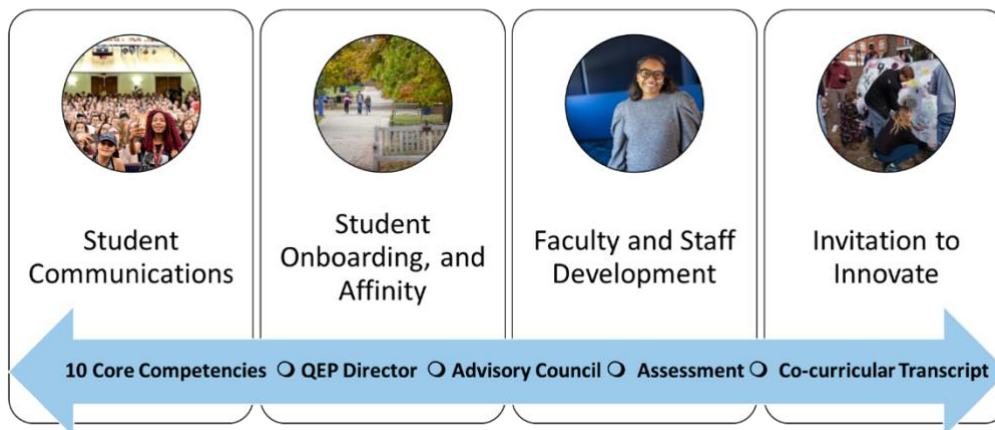 Student
Communications
Student
Onboarding, and
Affinity
Faculty and Staff
Development
Invitation to
Innovate
10 Core Competencies ❍ QEP Director ❍ Advisory Council ❍ Assessment ❍ Co-curricular Transcript